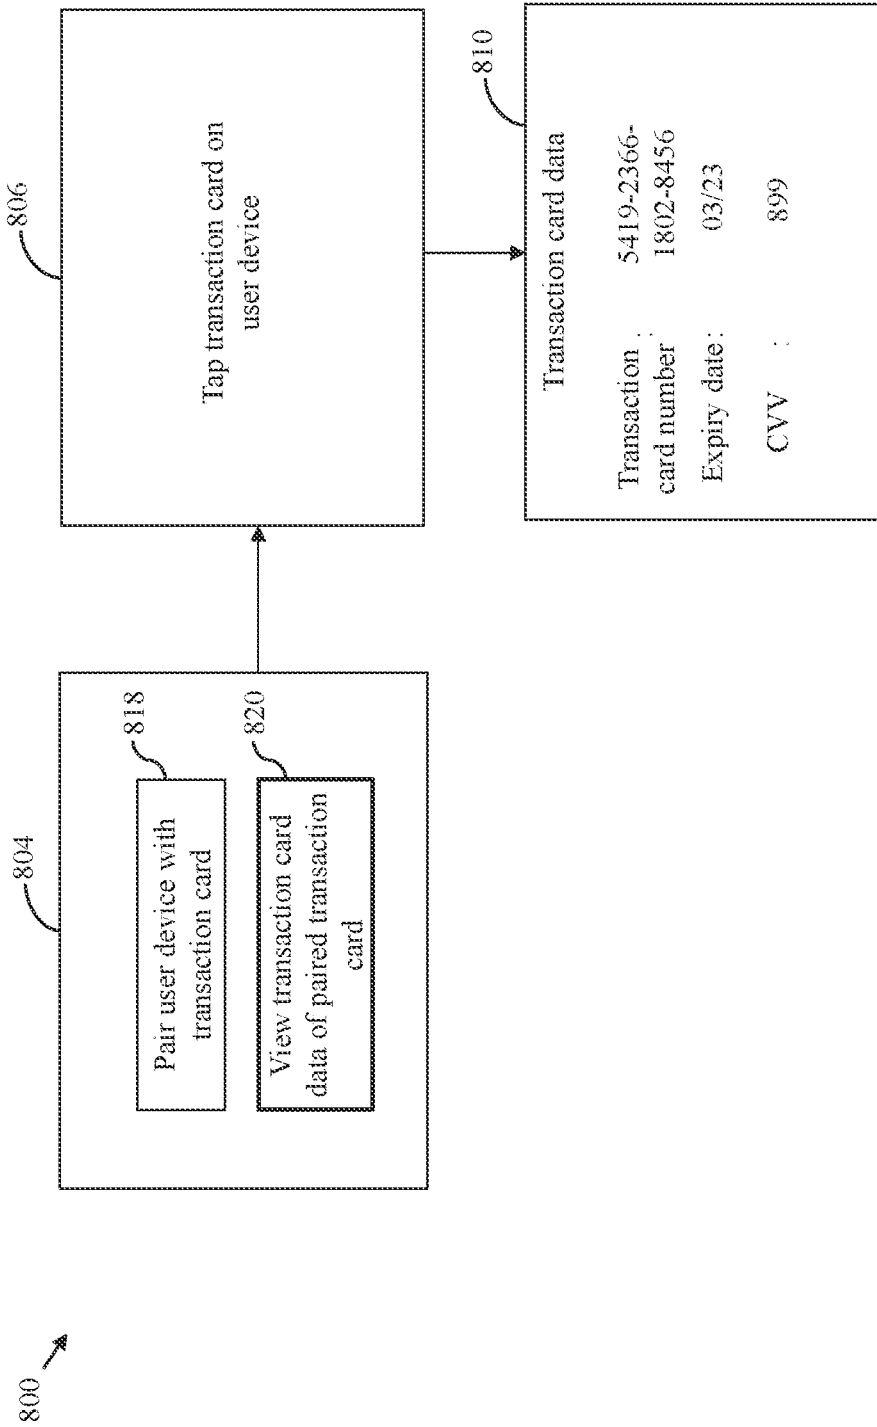 800
804
Pair user device with
transaction card
818
View transaction card
data of paired transaction
card
820
806
Tap transaction card on
user device
810
Transaction card data
Transaction : 5419-2366-
card number 1802-8456
Expiry date : 03/23
CVV : 899